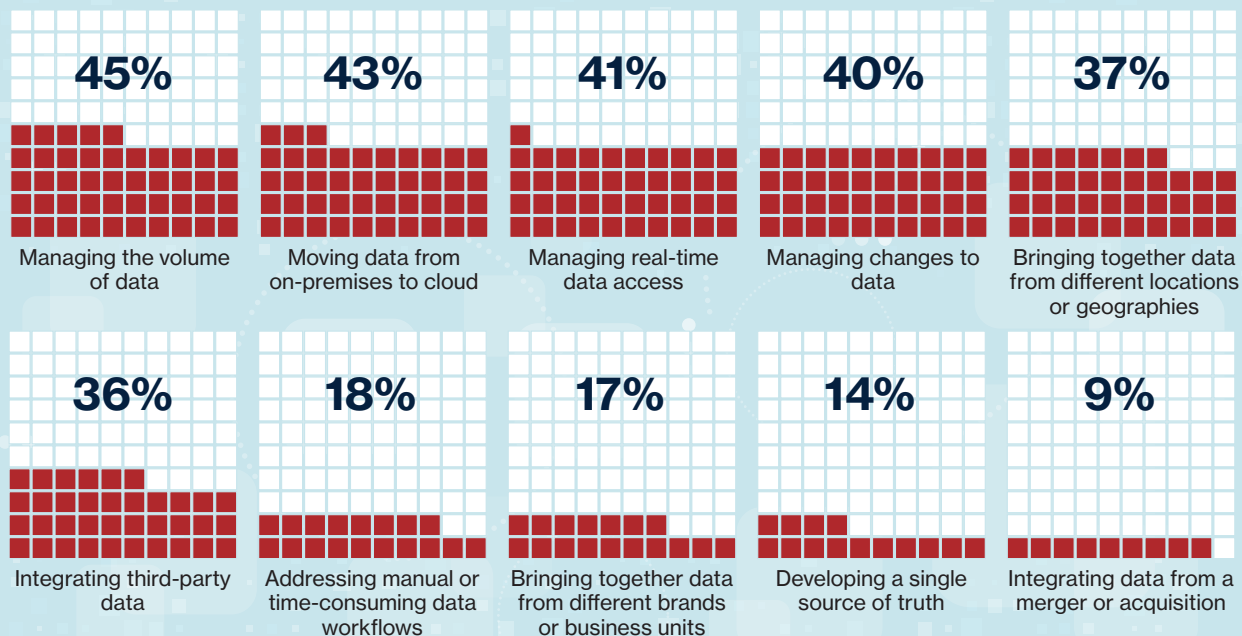 45%
43%
41%
40%
37%
Managing the volume
of data
Moving data from
on-premises to cloud
Managing real-time
data access
Managing changes to
data
Bringing together data
from different locations
or geographies
36%
18%
17%
14%
9%
Integrating third-party
data
Addressing manual or
time-consuming data
workflows
Bringing together data
from different brands
or business units
Developing a single
source of truth
Integrating data from a
merger or acquisition